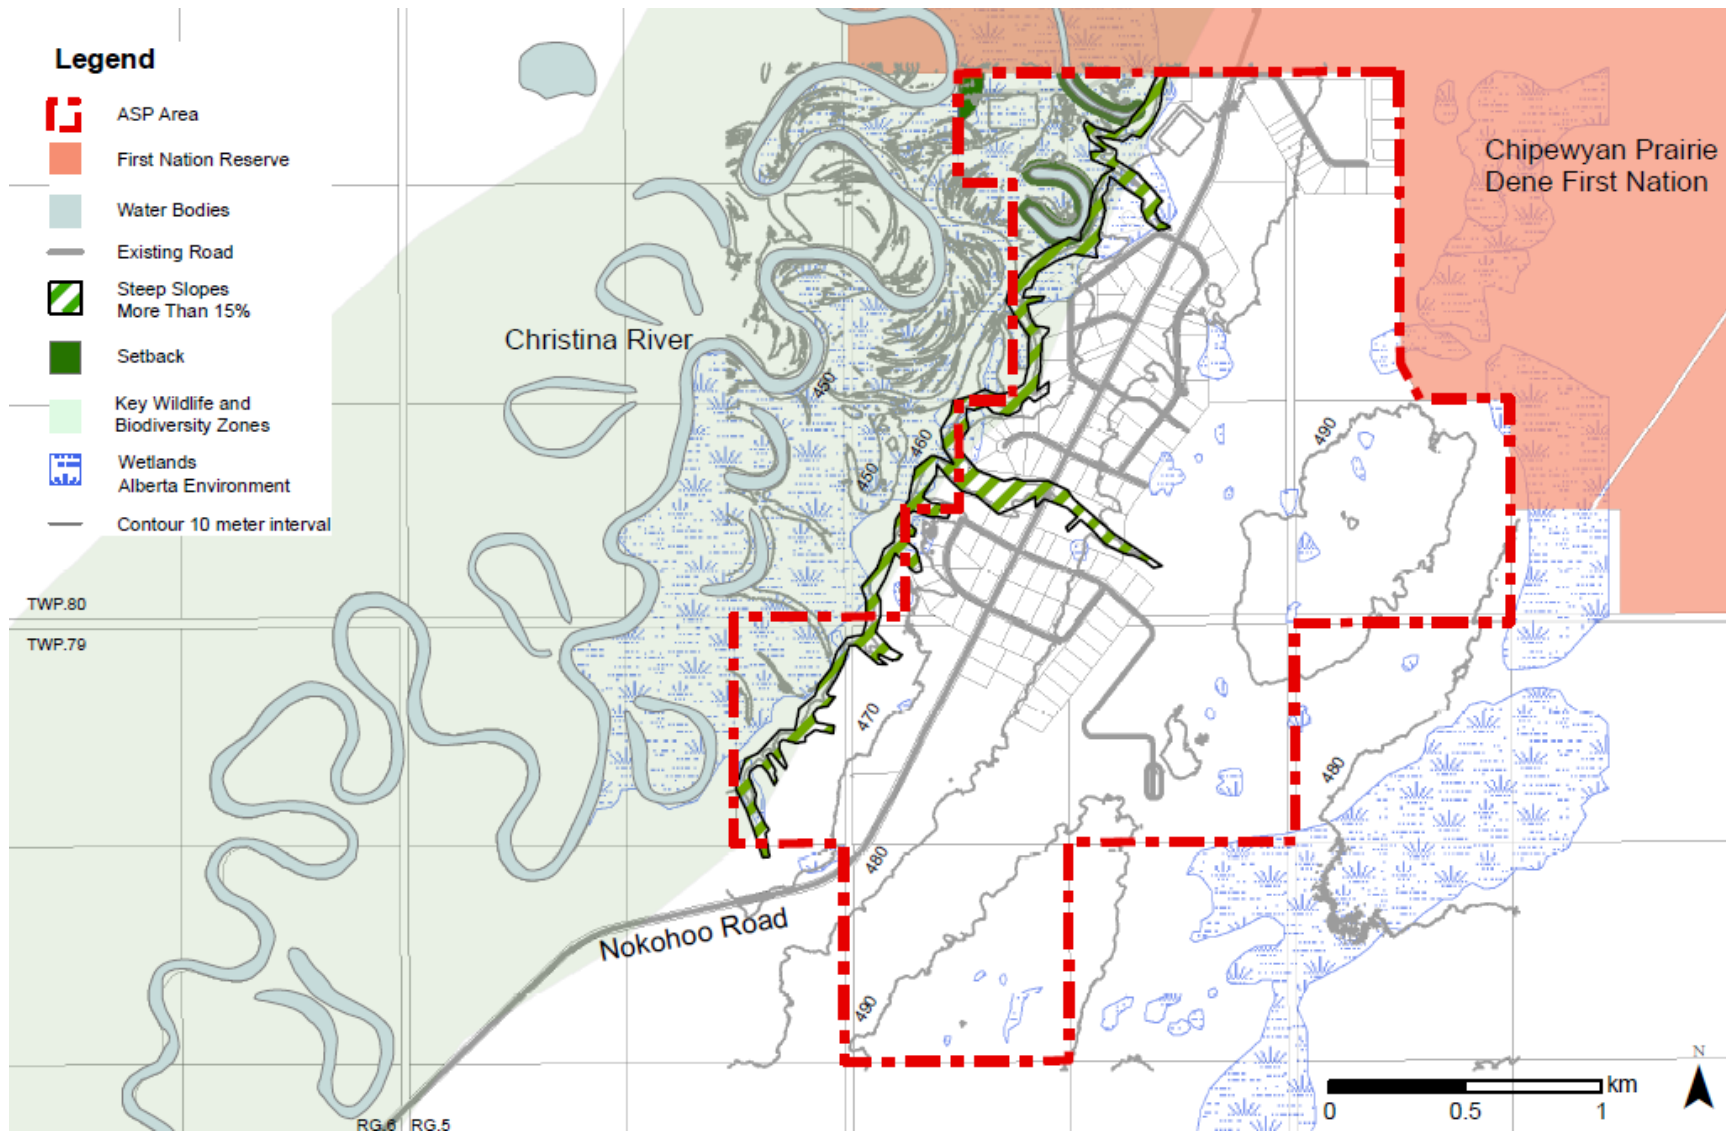 Legend
ASP Area
First Nation Reserve
Water Bodies
Existing Road
Steep Slopes
More Than 15%
Setback
Key Wildlife and
Biodiversity Zones
Wetlands
Alberta Environment
Contour 10 meter interval
Chipewyan Prairie
Dene First Nation
Christina River
450
460
450
490
TWP.80
TWP.79
470
480
480
Nokohoo Road
490
RG.6
RG.5
N
km
0
0.5
1